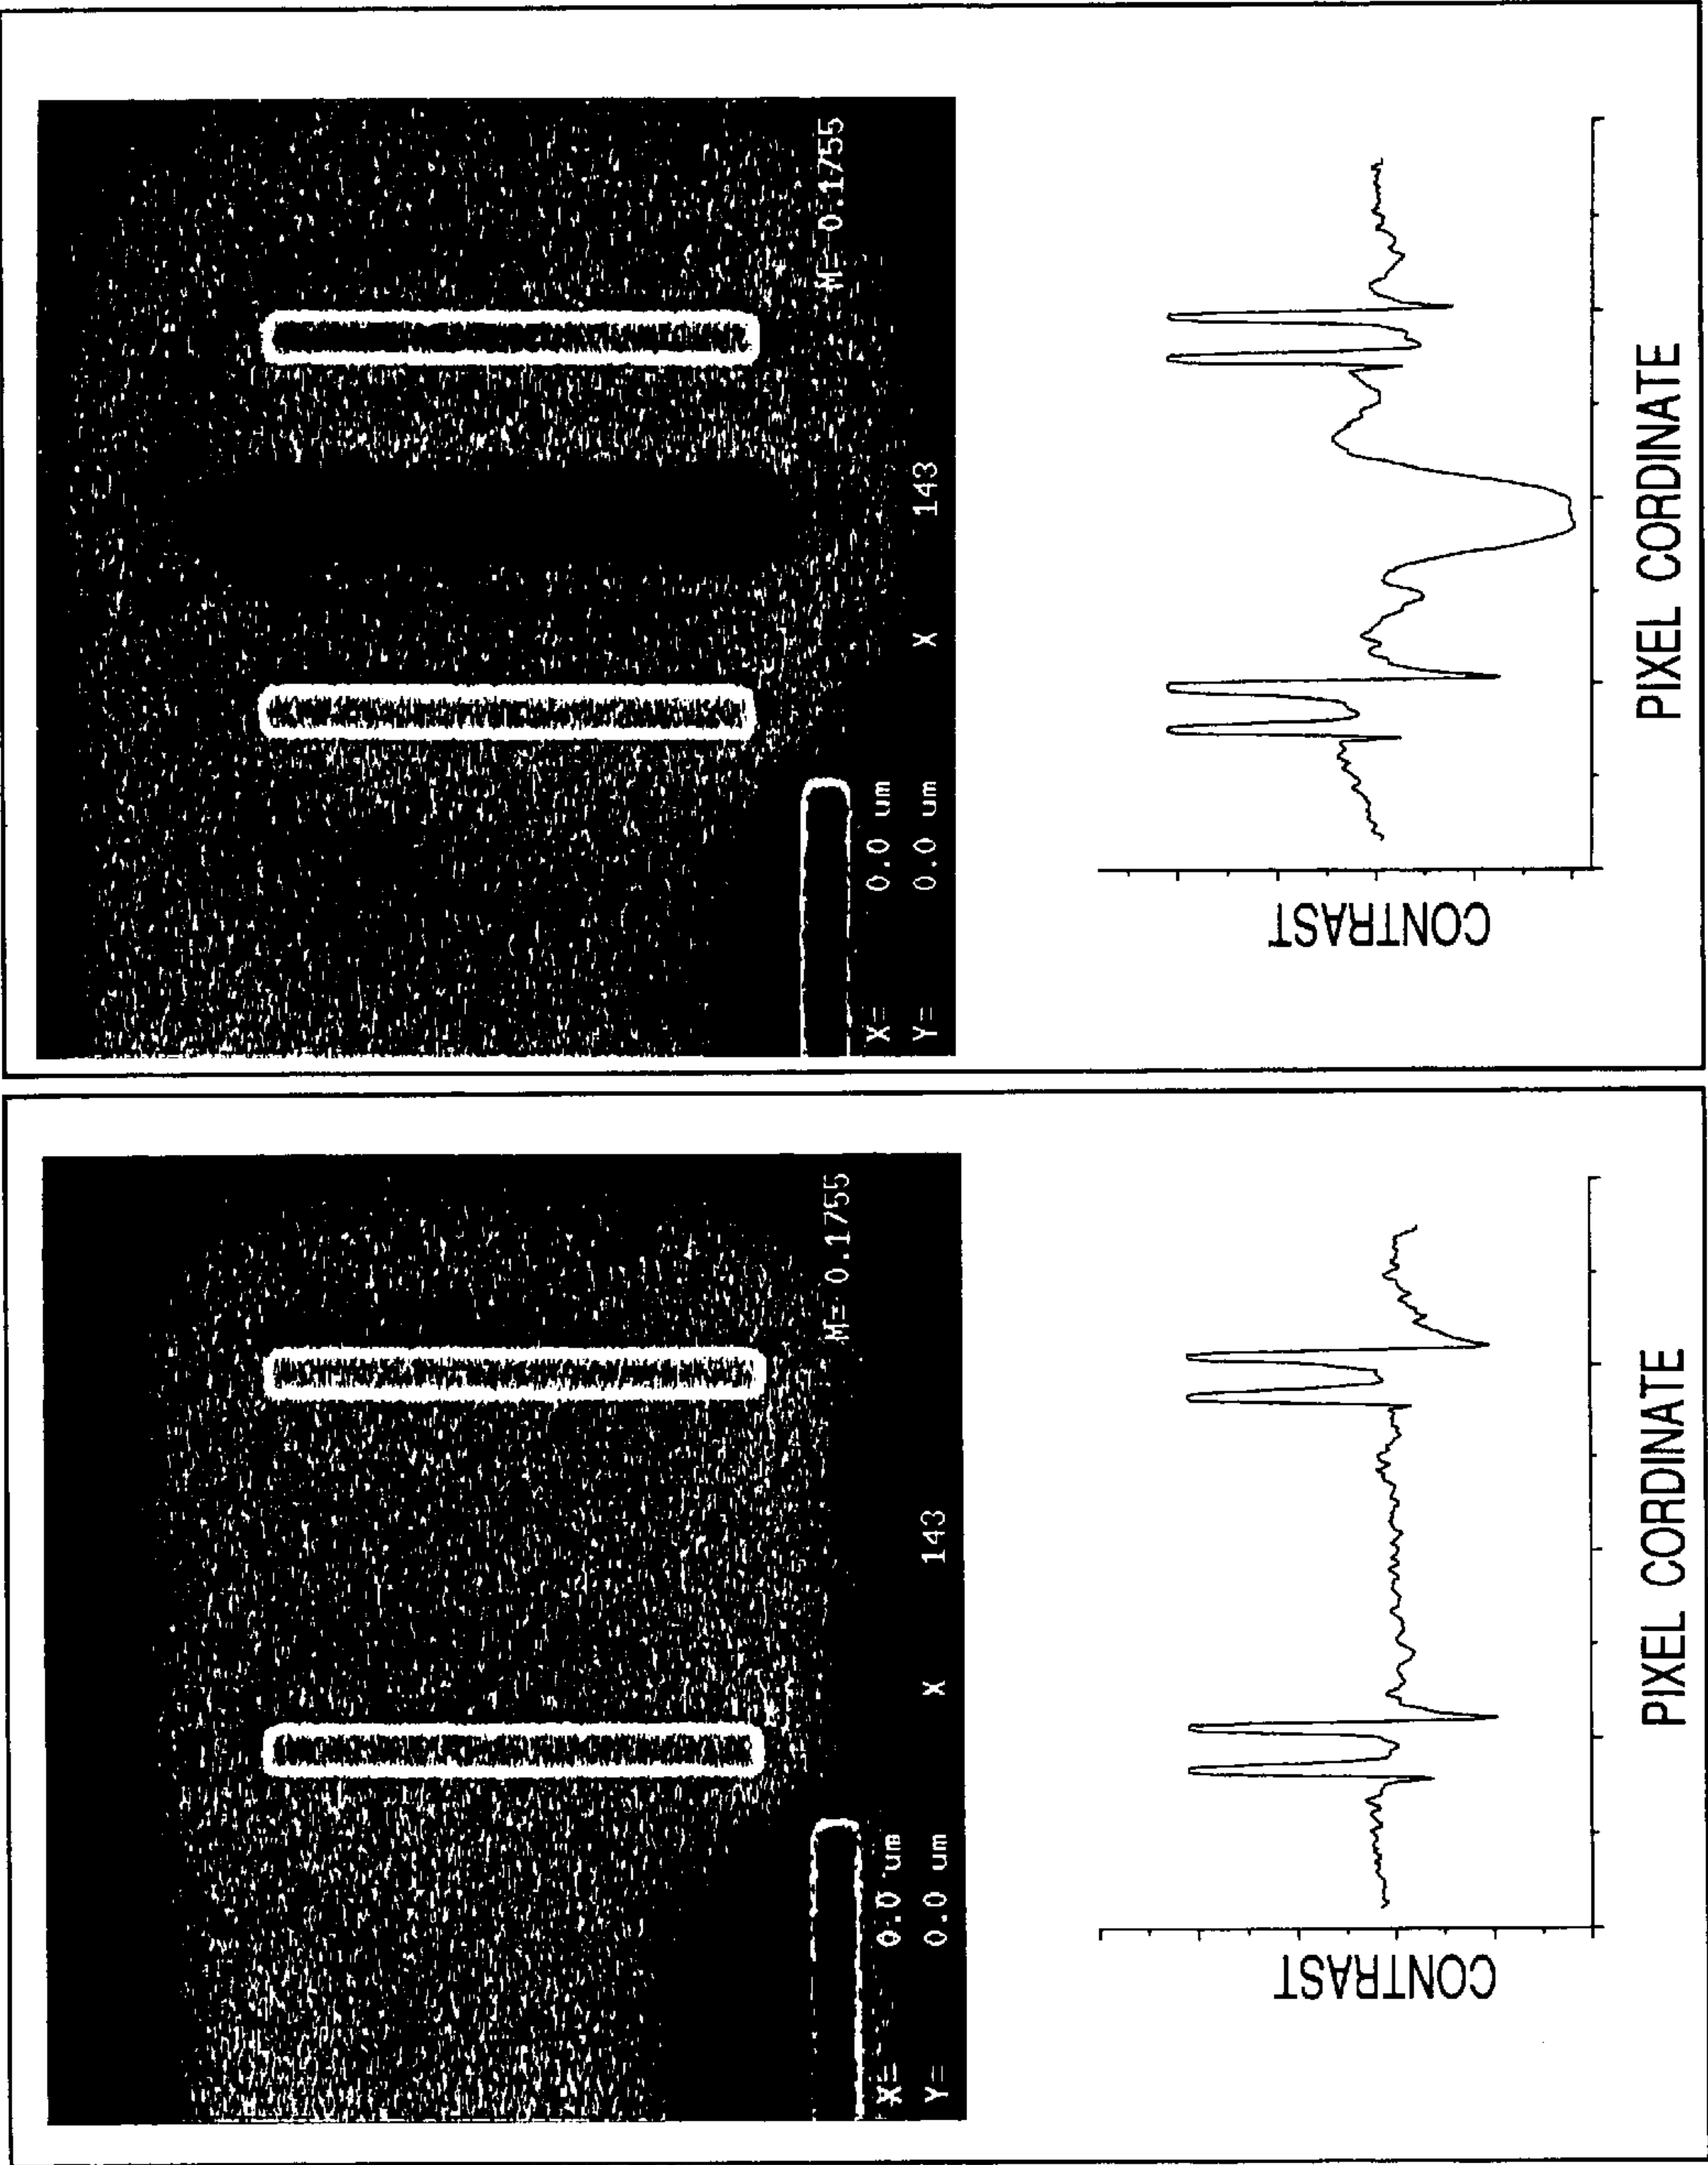 M= 0.1755
X= 0.0 um
Y= 0.0 um X 143
CONTRAST
PIXEL CORDINATE
M= 0.1755
X= 0.0 um
Y= 0.0 um X 143
CONTRAST
PIXEL CORDINATE